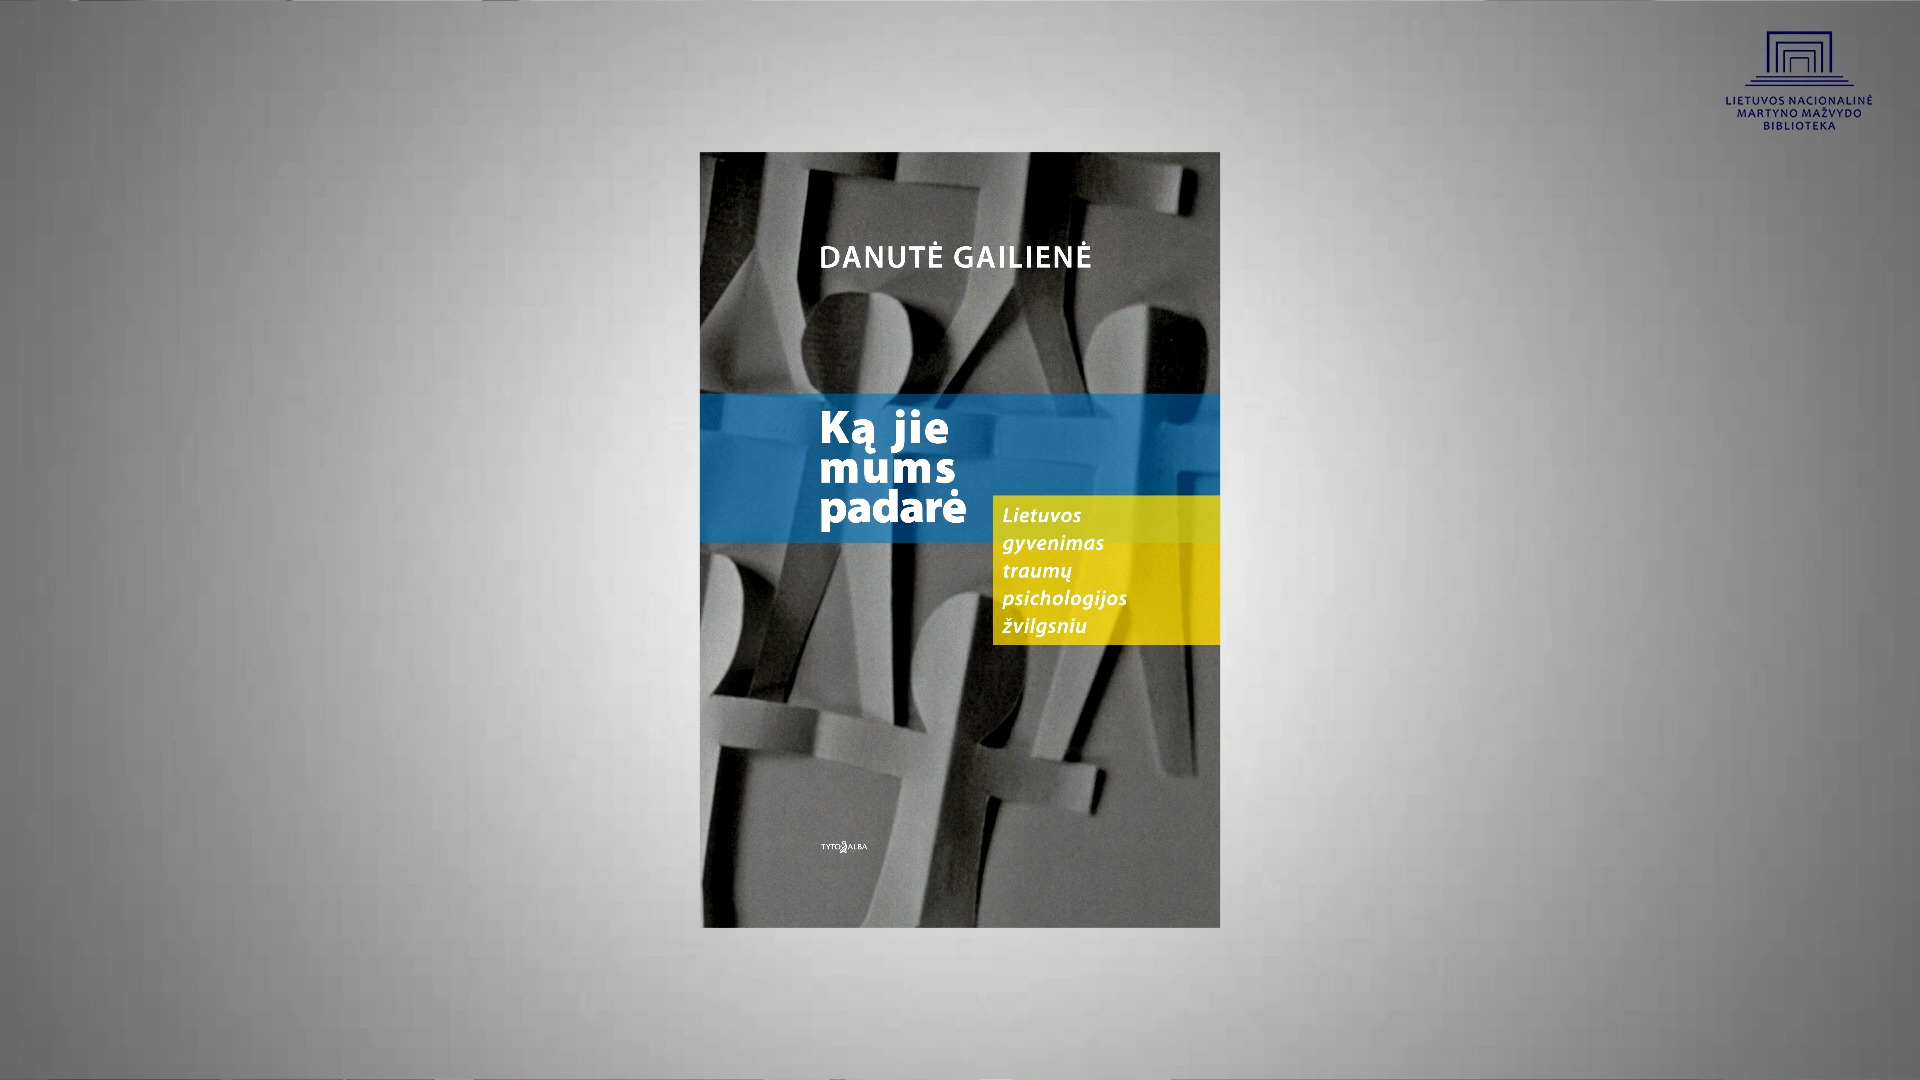 LIETUVOS NACIONALINĖ
MARTYNO MAŽVYDO
BIBLIOTEKA
DANUTĖ GAILIENĖ
Ką jie
mums
padarė
Lietuvos
gyvenimas
traumų
psichologijos
žvilgsniu
TYTO ALBA